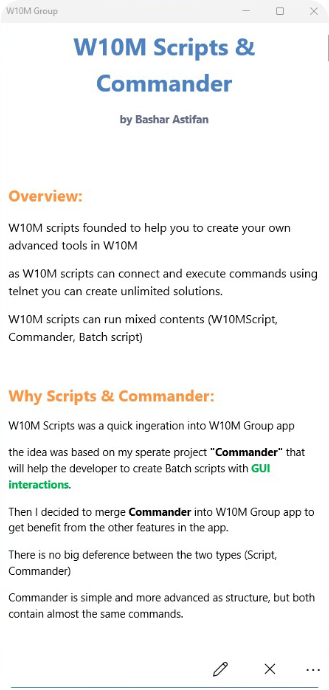 W10M Group
W10M Scripts &
Commander
by Bashar Astifan
Overview:
W10M scripts founded to help you to create your own
advanced tools in W10M
as W10M scripts can connect and execute commands using
telnet you can create unlimited solutions.
W10M scripts can run mixed contents (W10MScript,
Commander, Batch script)
Why Scripts & Commander:
W10M Scripts was a quick ingeration into W10M Group app
the idea was based on my sperate project "Commander" that
will help the developer to create Batch scripts with GUI
interactions.
Then I decided to merge Commander into W10M Group app to
get benefit from the other features in the app.
There is no big deference between the two types (Script,
Commander)
Commander is simple and more advanced as structure, but both
contain almost the same commands.